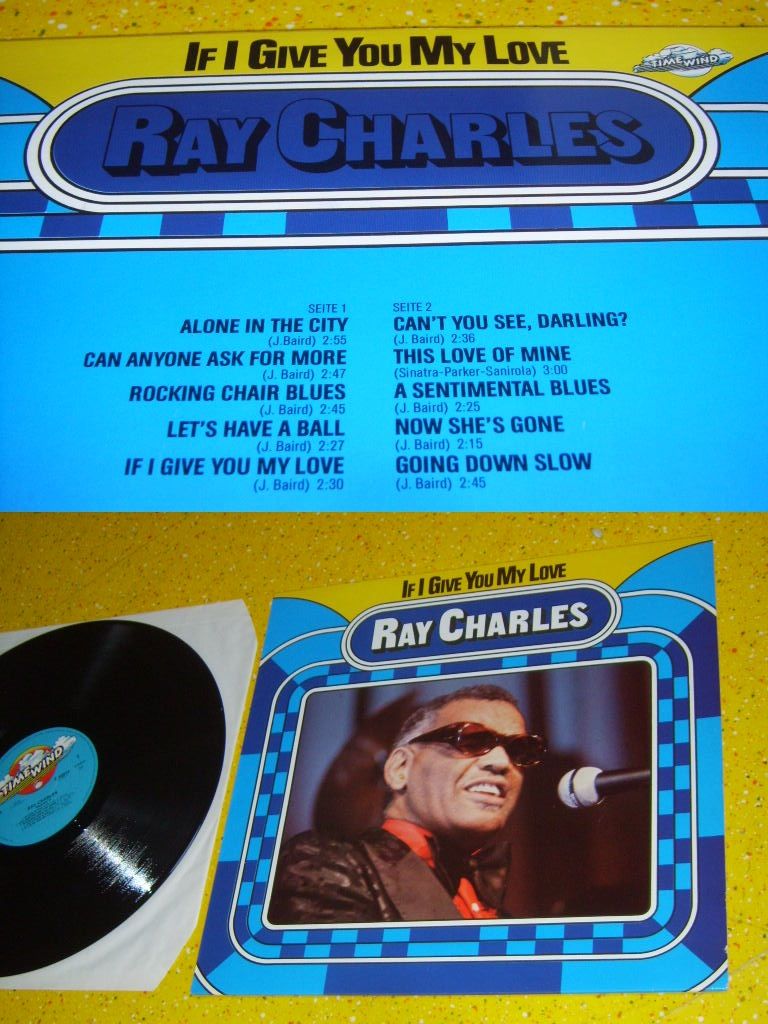 IF I GIVE YOU MY LOVE
TIMEWIND
RAY CHARLES
SEITE 1
ALONE IN THE CITY
(J.Baird) 2:55
CAN ANYONE ASK FOR MORE
(J. Baird) 2:47
ROCKING CHAIR BLUES
(J. Baird) 2:45
LET'S HAVE A BALL
(J. Baird) 2:27
IF I GIVE YOU MY LOVE
(J. Baird) 2:30
SEITE 2
CAN'T YOU SEE, DARLING?
(J. Baird) 2:36
THIS LOVE OF MINE
(Sinatra-Parker-Sanirola) 3:00
A SENTIMENTAL BLUES
(J. Baird) 2:25
NOW SHE'S GONE
(J. Baird) 2:15
GOING DOWN SLOW
(J. Baird) 2:45
IF I GIVE YOU MY LOVE
RAY CHARLES
TIMEWIND
RAY CHARLES